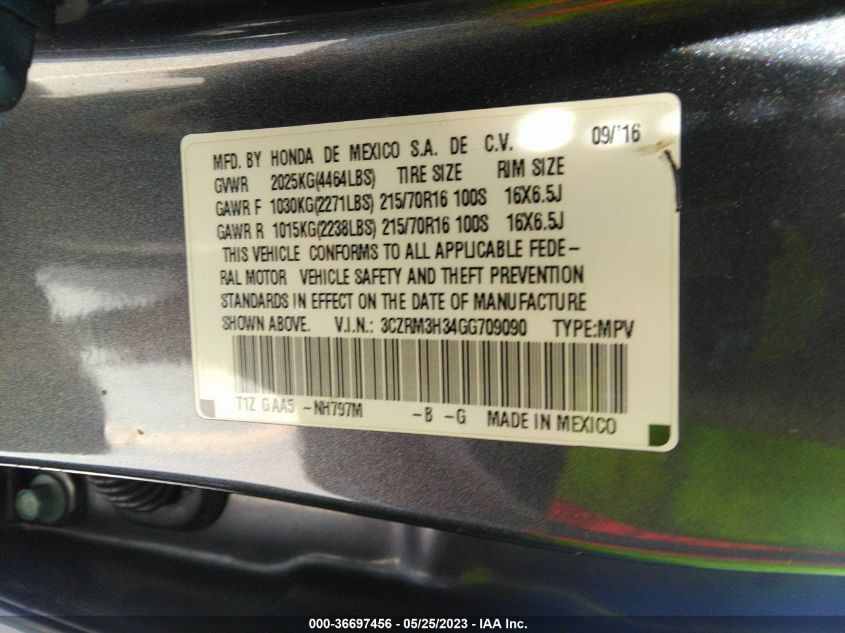 MFD. BY HONDA DE MEXICO S.A. DE C.V. 09/'16
GVWR 2025KG(4464LBS) TIRE SIZE RIM SIZE
GAWR F 1030KG(2271LBS) 215/70R16 100S 16X6.5J
GAWR R 1015KG(2238LBS) 215/70R16 100S 16X6.5J
THIS VEHICLE CONFORMS TO ALL APPLICABLE FEDE-
RAL MOTOR VEHICLE SAFETY AND THEFT PREVENTION
STANDARDS IN EFFECT ON THE DATE OF MANUFACTURE
SHOWN ABOVE. V.I.N.: 3CZRM3H34GG709090 TYPE:MPV
T1Z G AA5 -NH797M -B -G MADE IN MEXICO
000-36697456 - 05/25/2023 - IAA Inc.